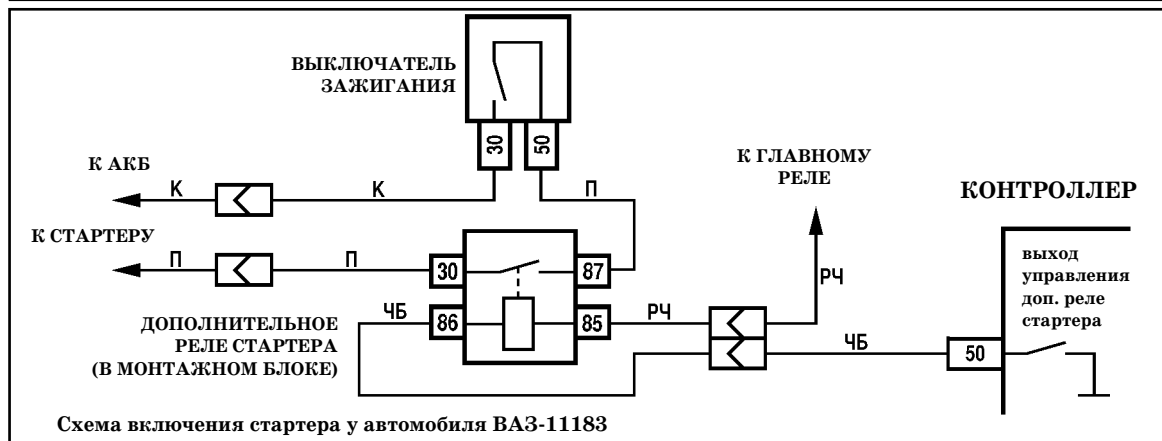 ВЫКЛЮЧАТЕЛЬ
ЗАЖИГАНИЯ
30
50
К АКБ
К
К
П
К ГЛАВНОМУ
РЕЛЕ
КОНТРОЛЛЕР
К СТАРТЕРУ
П
П
30
87
РЧ
выход
управления
доп. реле
стартера
ДОПОЛНИТЕЛЬНОЕ
РЕЛЕ СТАРТЕРА
(В МОНТАЖНОМ БЛОКЕ)
ЧБ
86
85
РЧ
ЧБ
50
Схема включения стартера у автомобиля ВАЗ-11183